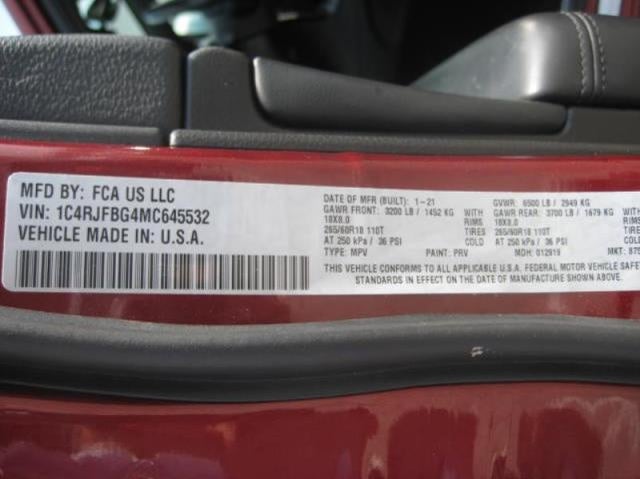 MFD BY: FCA US LLC
VIN: 1C4RJFBG4MC645532
VEHICLE MADE IN: U.S.A.
DATE OF MFR (BUILT): 1-21 GVWR: 6500 LB / 2949 KG
GAWR FRONT: 3200 LB / 1452 KG WITH GAWR REAR: 3700 LB / 1679 KG
18X8.0 RIMS 18X8.0
265/60R18 110T TIRES 265/60R18 110T
AT 250 kPa / 36 PSI COLD AT 250 kPa / 36 PSI
TYPE: MPV PAINT: PRV MDH: 012919 MKT:
THIS VEHICLE CONFORMS TO ALL APPLICABLE U.S.A. FEDERAL MOTOR VEHICLE
STANDARDS IN EFFECT ON THE DATE OF MANUFACTURE SHOWN ABOVE.